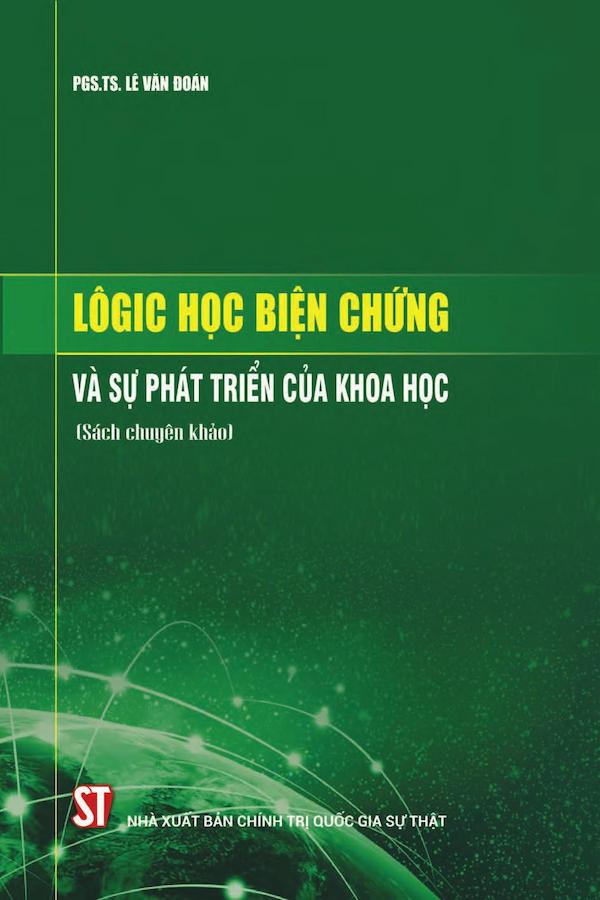 PGS.TS. LÊ VĂN ĐOÁN
LÔGIC HỌC BIỆN CHỨNG
VÀ SỰ PHÁT TRIỂN CỦA KHOA HỌC
(Sách chuyên khảo)
ST
NHÀ XUẤT BẢN CHÍNH TRỊ QUỐC GIA SỰ THẬT